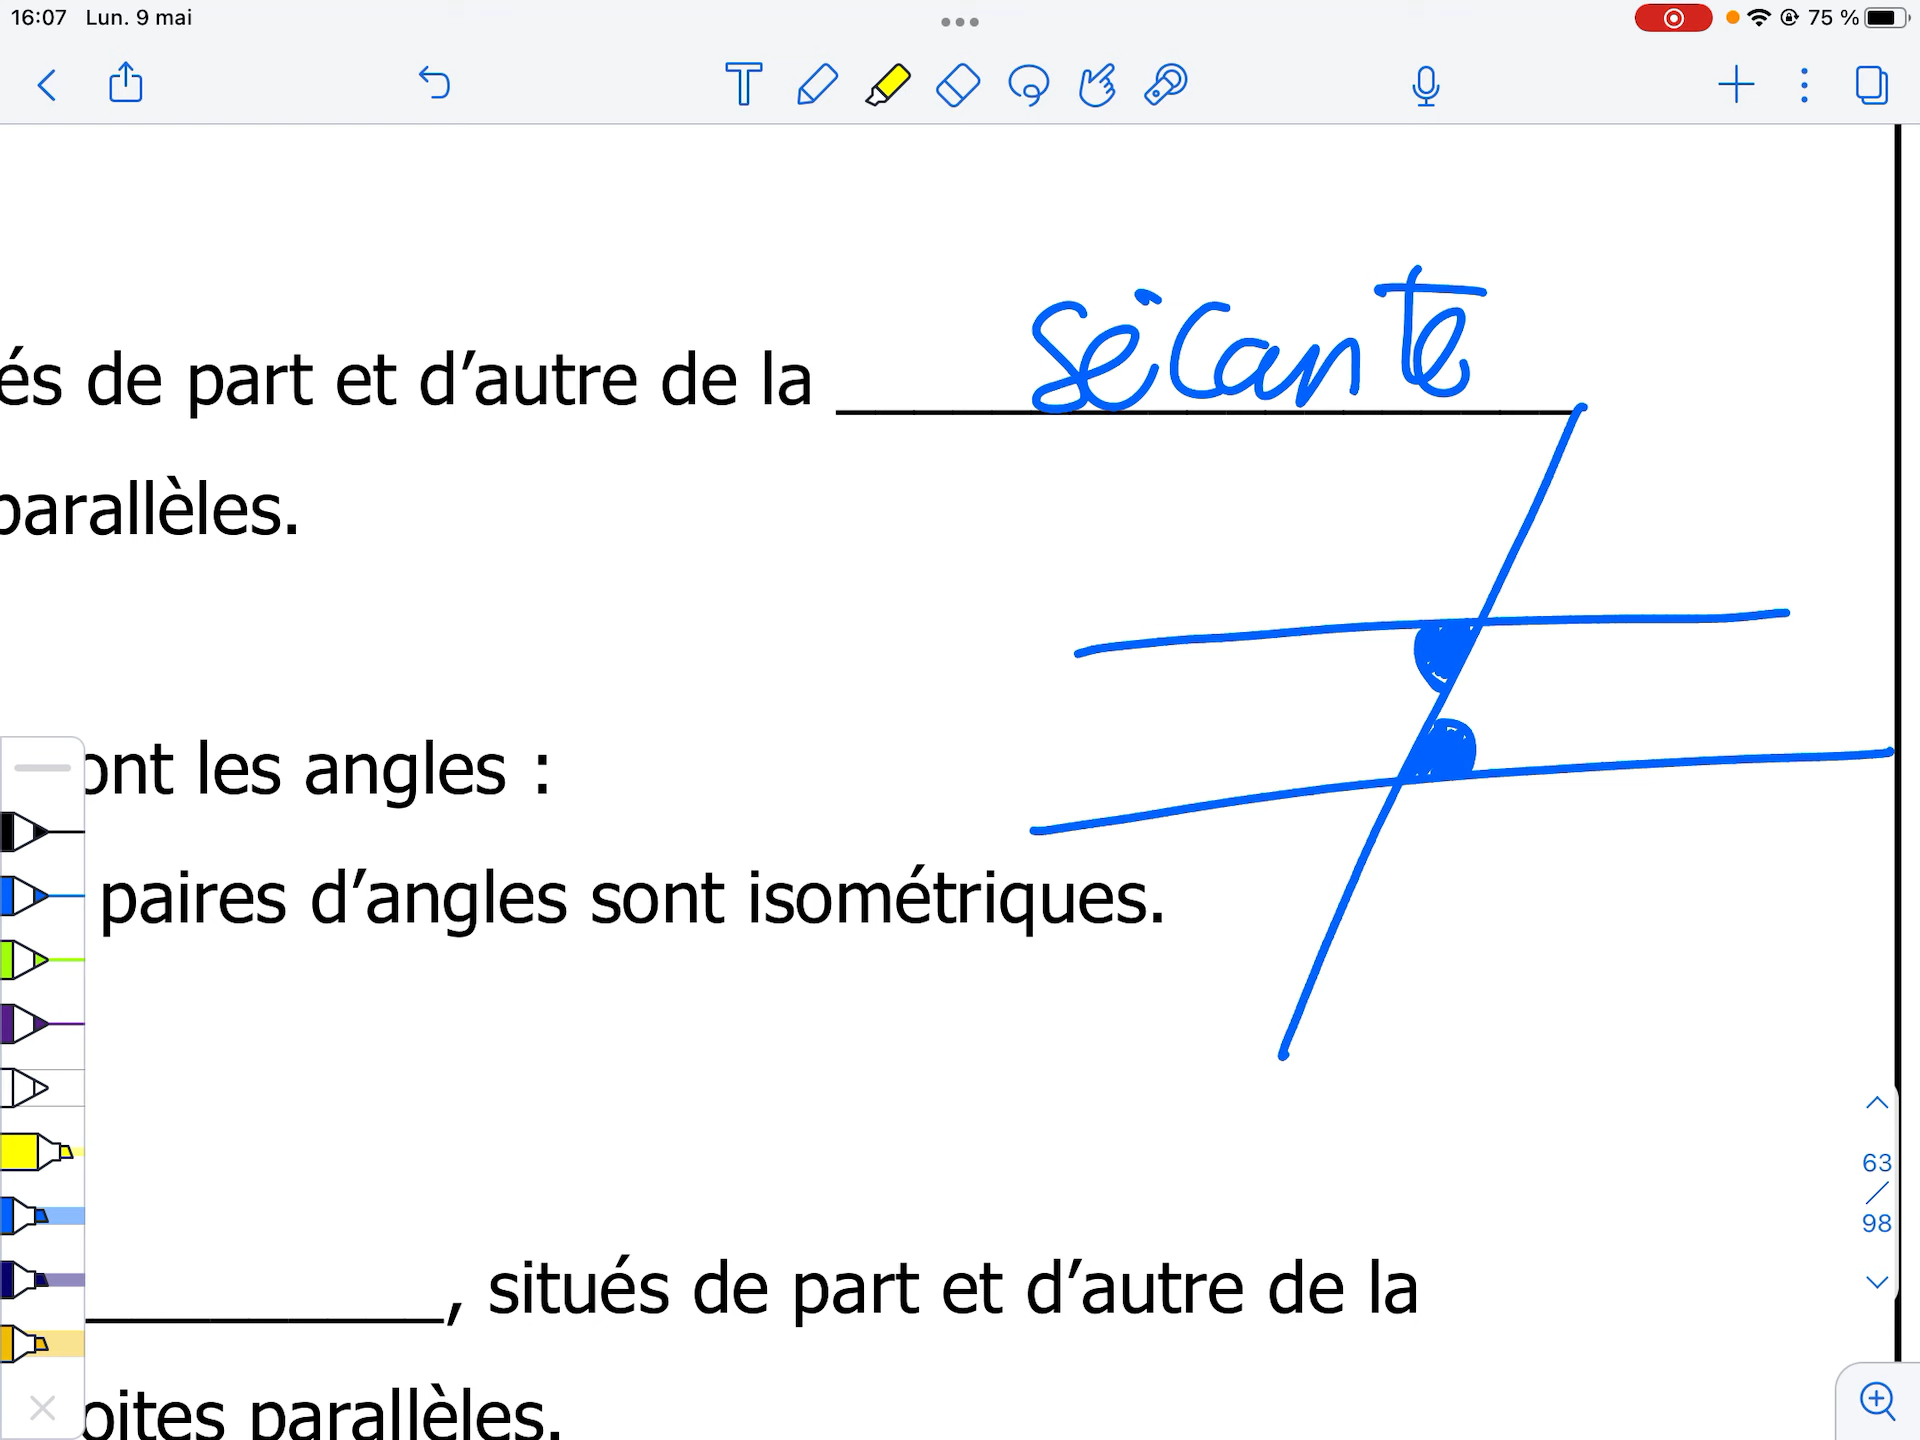 16:07 Lun. 9 mai 75 %
T
sécante
és de part et d’autre de la
parallèles.
ont les angles :
paires d’angles sont isométriques.
63
/
98
, situés de part et d’autre de la
oites parallèles.